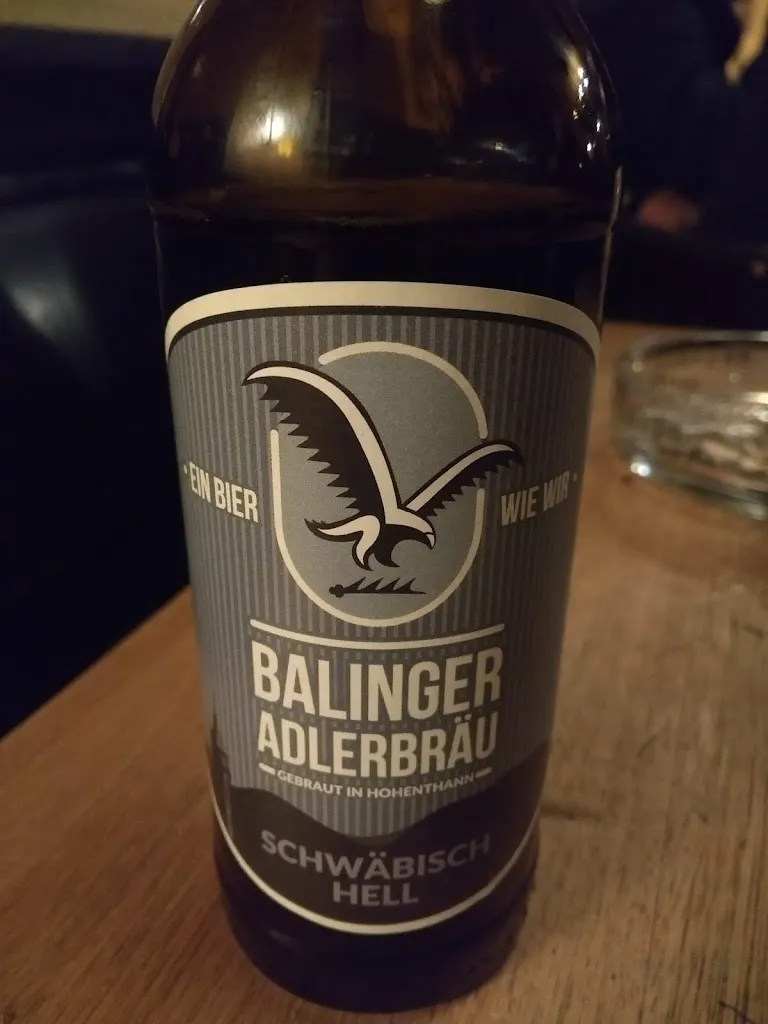 EIN BIER
WIE WIR
BALINGER
ADLERBRÄU
GEBRAUT IN HOHENTHANN
SCHWÄBISCH
HELL